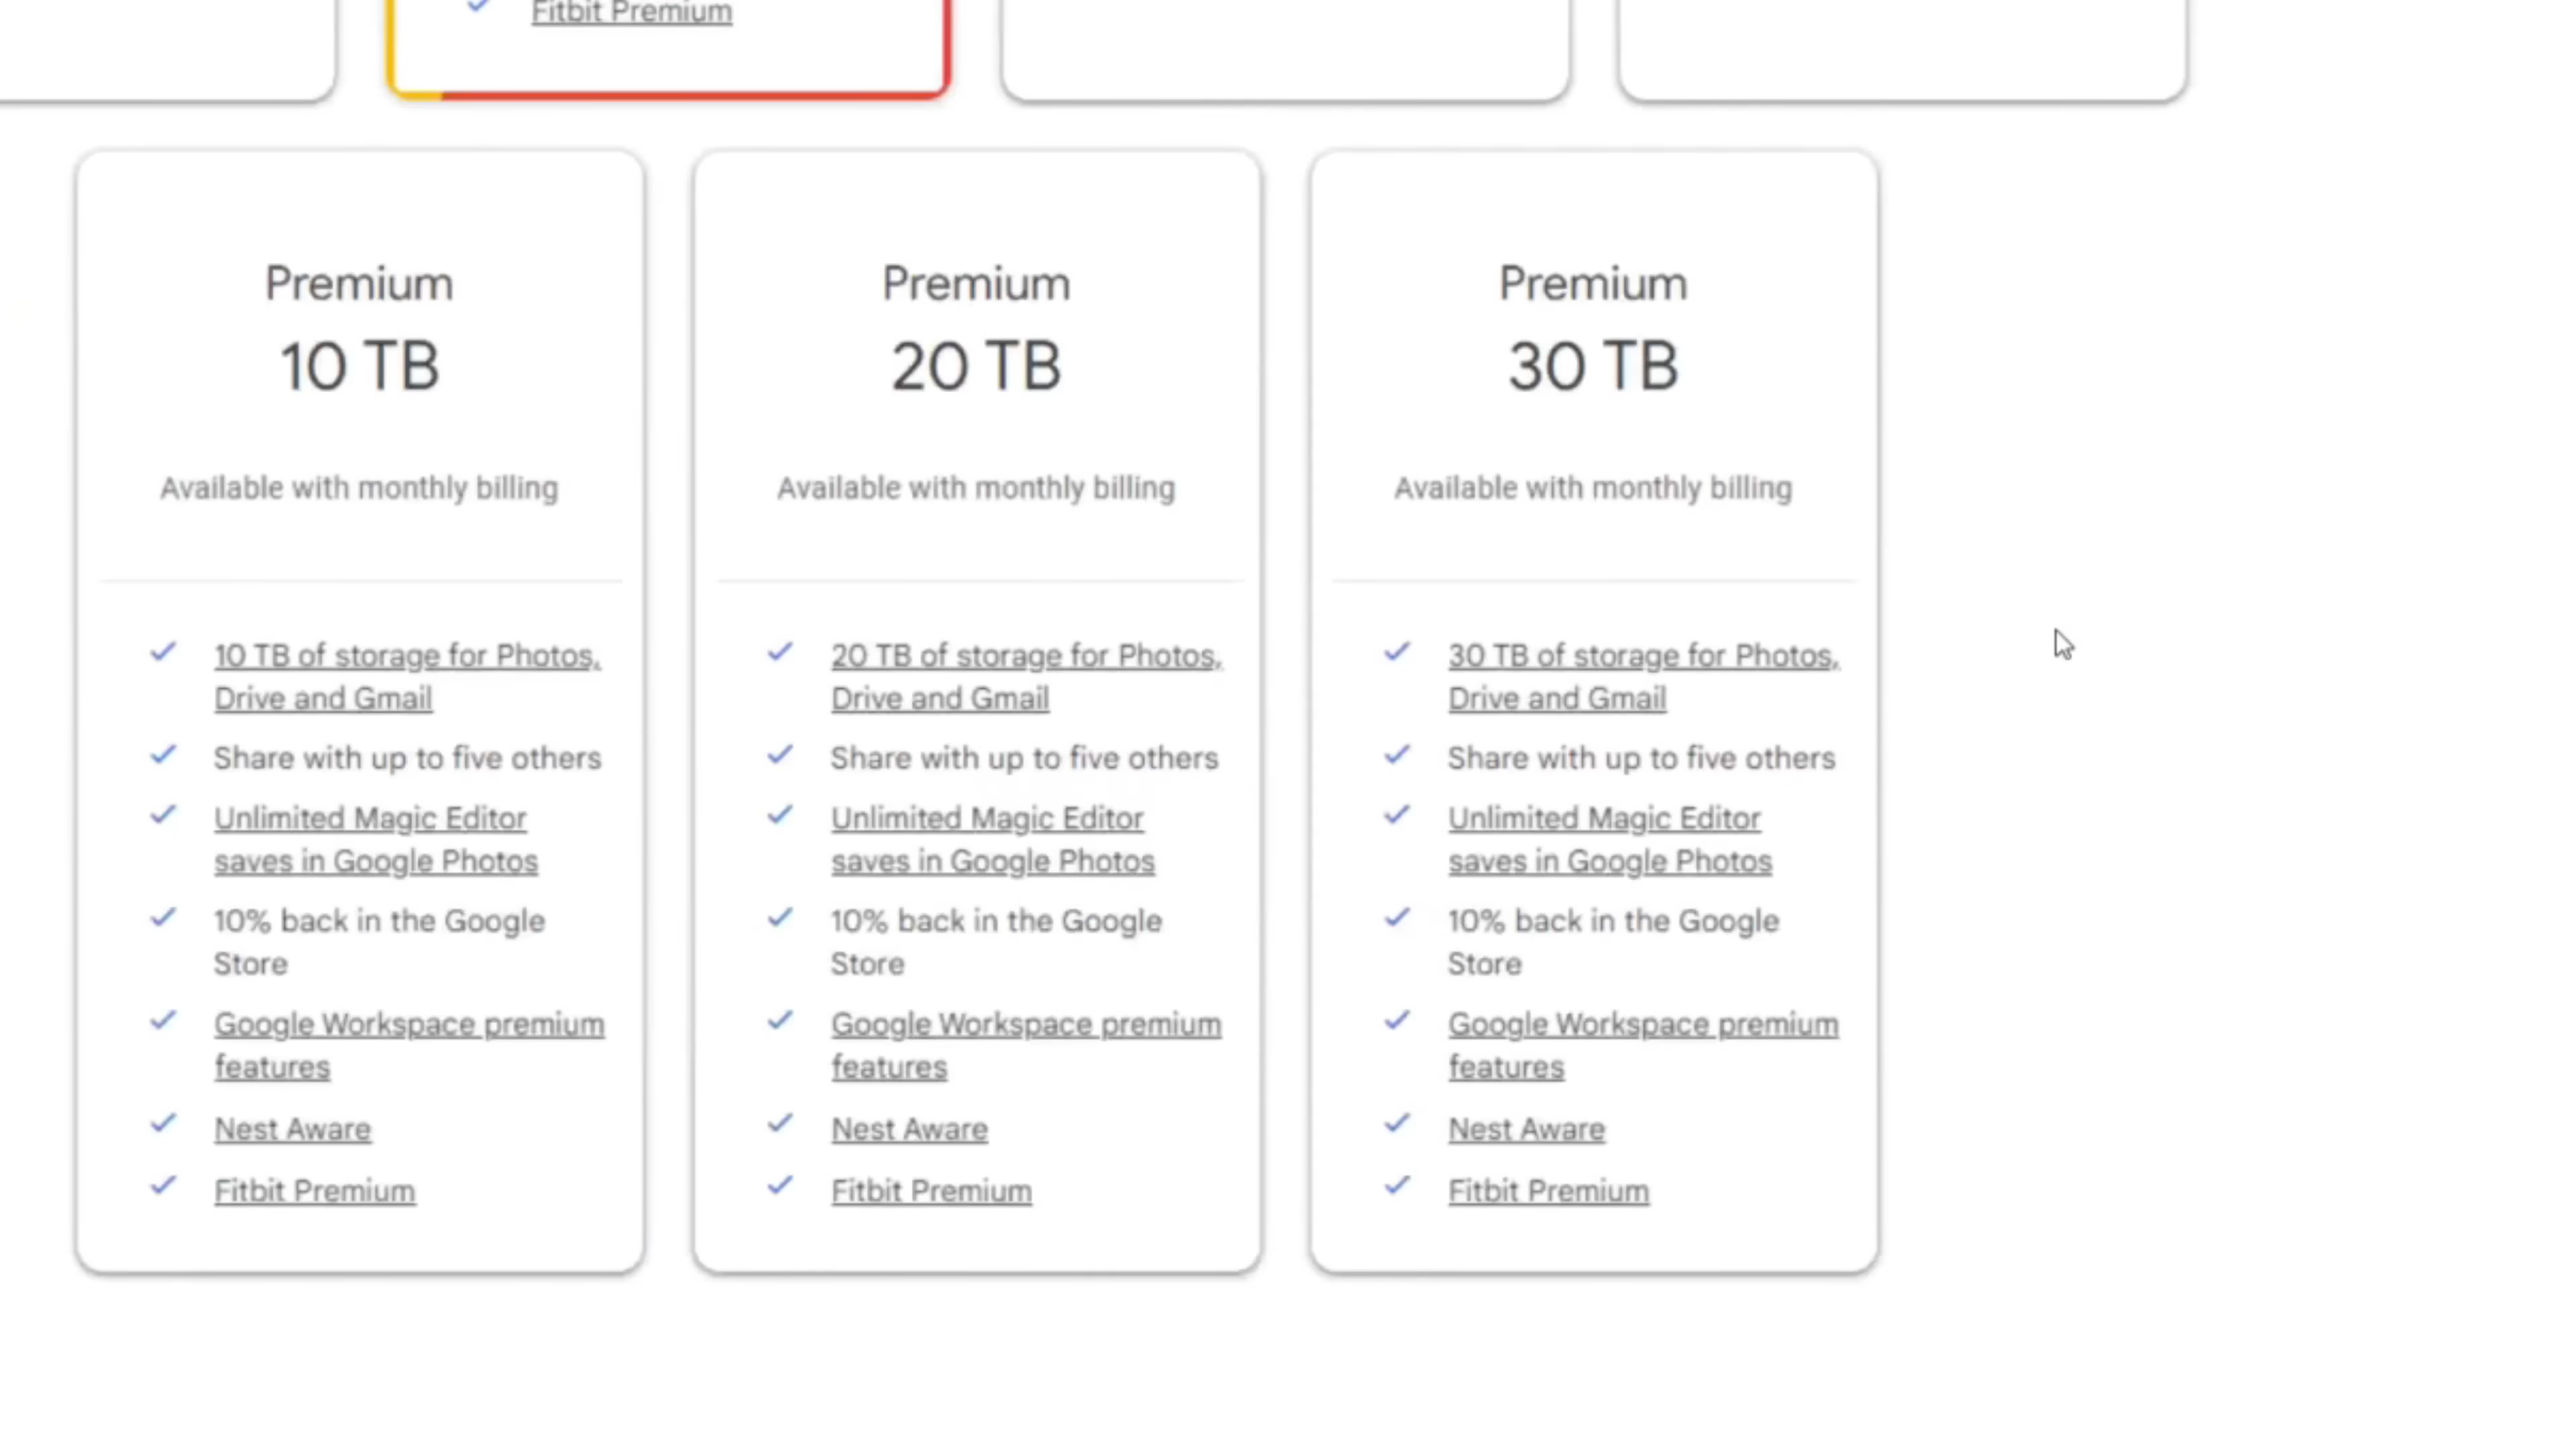 Fitbit Premium
Premium
10 TB
Available with monthly billing
10 TB of storage for Photos,
Drive and Gmail
Share with up to five others
Unlimited Magic Editor
saves in Google Photos
10% back in the Google
Store
Google Workspace premium
features
Nest Aware
Fitbit Premium
Premium
20 TB
Available with monthly billing
20 TB of storage for Photos,
Drive and Gmail
Share with up to five others
Unlimited Magic Editor
saves in Google Photos
10% back in the Google
Store
Google Workspace premium
features
Nest Aware
Fitbit Premium
Premium
30 TB
Available with monthly billing
30 TB of storage for Photos,
Drive and Gmail
Share with up to five others
Unlimited Magic Editor
saves in Google Photos
10% back in the Google
Store
Google Workspace premium
features
Nest Aware
Fitbit Premium